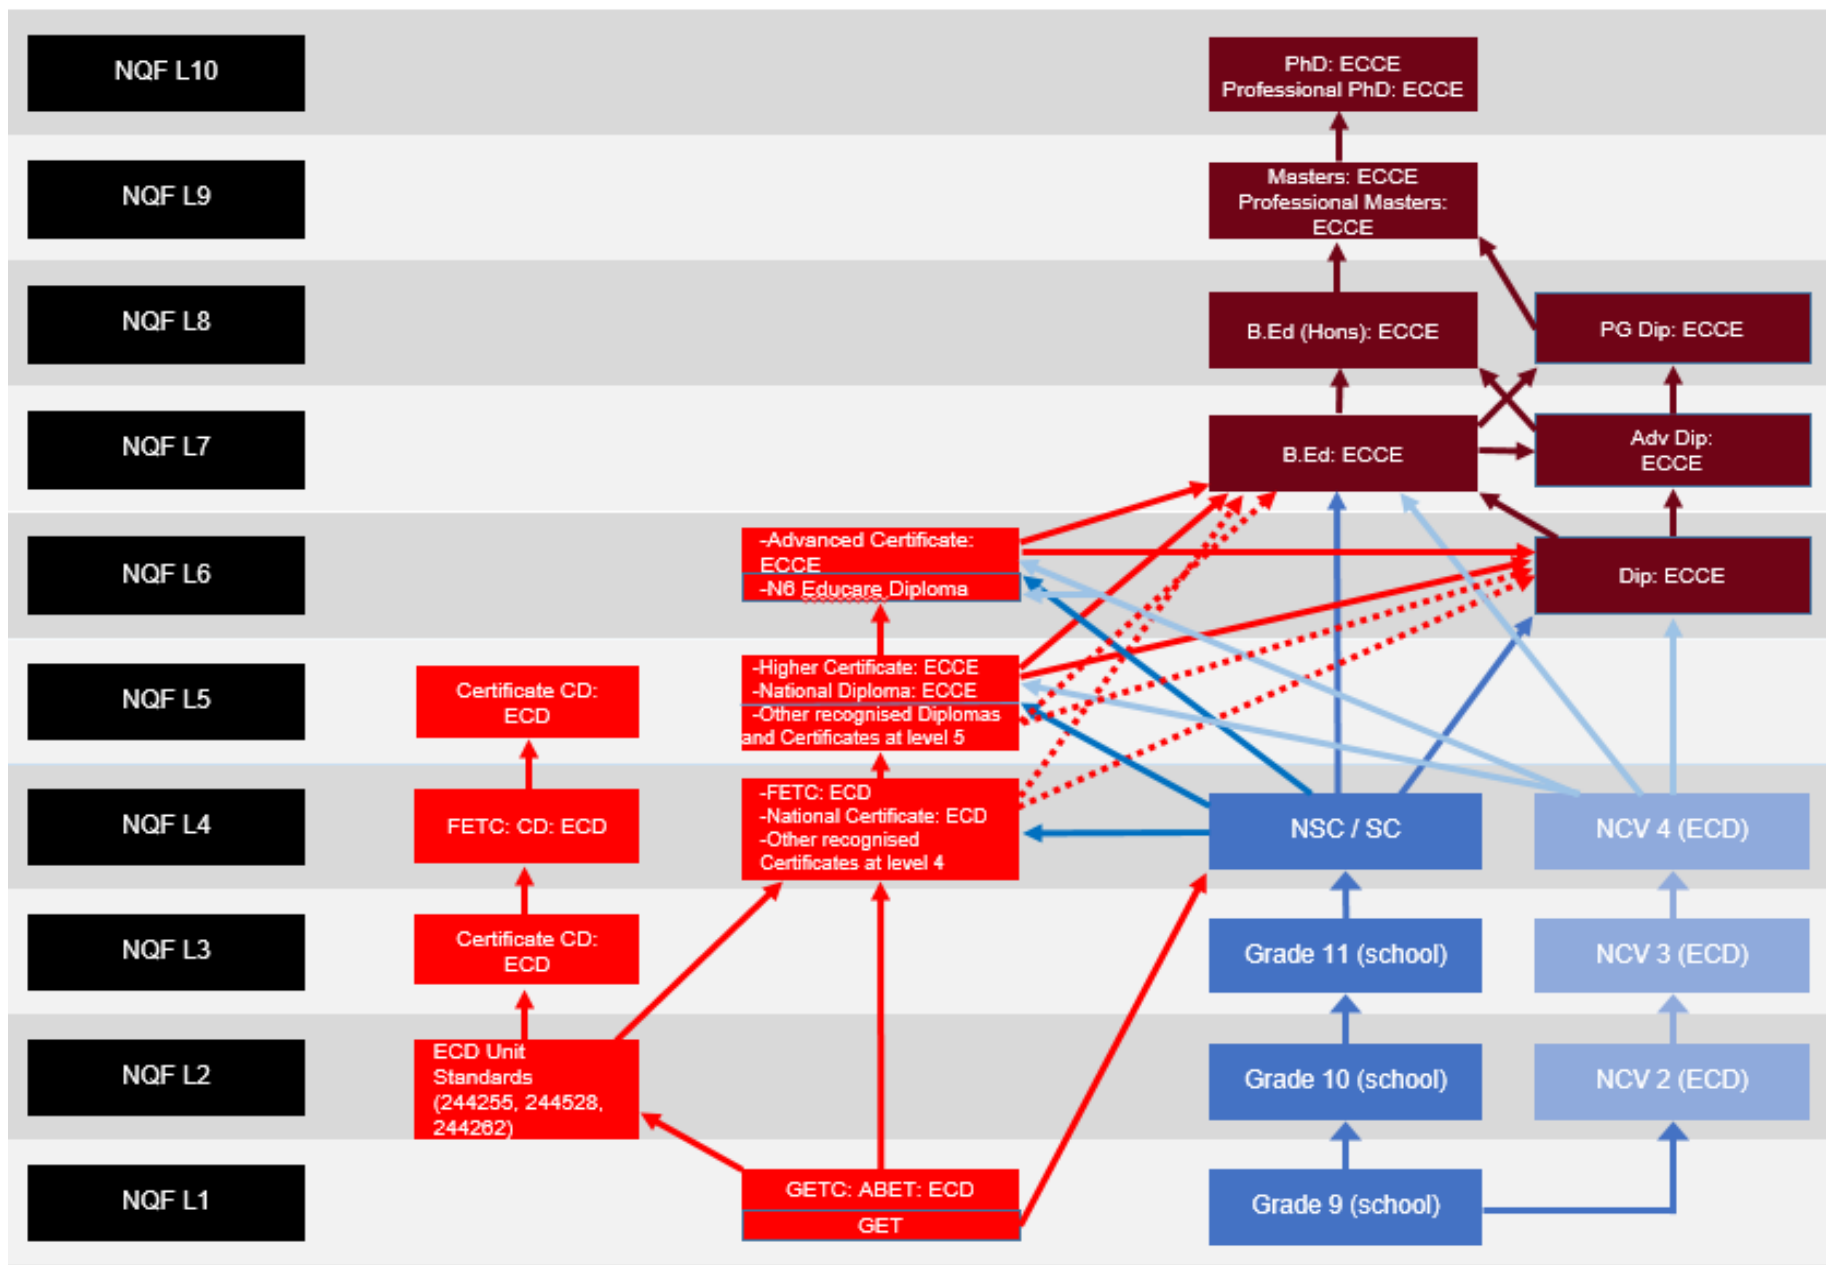 NQF L10
PhD: ECCE
Professional PhD: ECCE
NQF L9
Masters: ECCE
Professional Masters:
ECCE
NQF L8
B.Ed (Hons): ECCE
PG Dip: ECCE
NQF L7
B.Ed: ECCE
Adv Dip:
ECCE
NQF L6
-Advanced Certificate:
ECCE
-N6 Educare Diploma
Dip: ECCE
NQF L5
Certificate CD:
ECD
-Higher Certificate: ECCE
-National Diploma: ECCE
-Other recognised Diplomas
and Certificates at level 5
NQF L4
FETC: CD: ECD
-FETC: ECD
-National Certificate: ECD
-Other recognised
Certificates at level 4
NSC / SC
NCV 4 (ECD)
NQF L3
Certificate CD:
ECD
Grade 11 (school)
NCV 3 (ECD)
NQF L2
ECD Unit
Standards
(244255, 244528,
244262)
Grade 10 (school)
NCV 2 (ECD)
NQF L1
GETC: ABET: ECD
GET
Grade 9 (school)